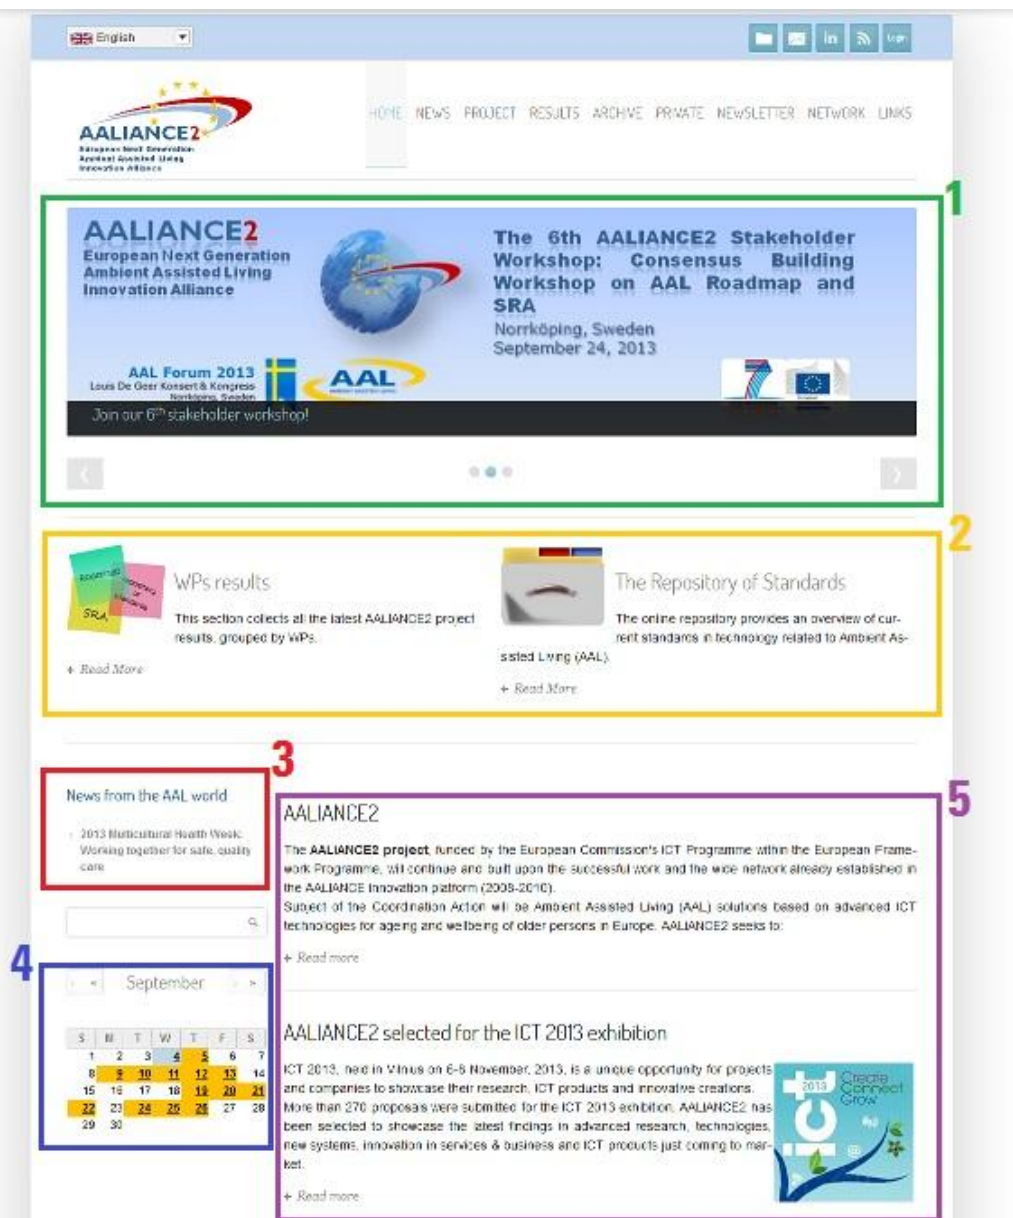 English
Login
AALIANCE2
European Next Generation
Ambient Assisted Living
Innovation Alliance
HOME NEWS PROJECT RESULTS ARCHIVE PRIVATE NEWSLETTER NETWORK LINKS
1
AALIANCE2
European Next Generation
Ambient Assisted Living
Innovation Alliance
The 6th AALIANCE2 Stakeholder
Workshop: Consensus Building
Workshop on AAL Roadmap and
SRA
Norrköping, Sweden
September 24, 2013
AAL Forum 2013
Louis De Geer Konsert & Kongress
Norrköping, Sweden
AAL
7
Join our 6th stakeholder workshop!
2
Roadmap
SRA
WPs results
This section collects all the latest AALIANCE2 project
results, grouped by WPs.
+ Read More
The Repository of Standards
The online repository provides an overview of cur-
rent standards in technology related to Ambient As-
sisted Living (AAL).
+ Read More
3
News from the AAL world
2013 Multicultural Health Week:
Working together for safe, quality
care
4
« September »
S M T W T F S
1 2 3 4 5 6 7
8 9 10 11 12 13 14
15 16 17 18 19 20 21
22 23 24 25 26 27 28
29 30
5
AALIANCE2
The AALIANCE2 project, funded by the European Commission's ICT Programme within the European Frame-
work Programme, will continue and built upon the successful work and the wide network already established in
the AALIANCE Innovation platform (2008-2010).
Subject of the Coordination Action will be Ambient Assisted Living (AAL) solutions based on advanced ICT
technologies for ageing and wellbeing of older persons in Europe. AALIANCE2 seeks to:
+ Read more
AALIANCE2 selected for the ICT 2013 exhibition
ICT 2013, held in Vilnius on 6-8 November, 2013, is a unique opportunity for projects
and companies to showcase their research, ICT products and innovative creations.
More than 270 proposals were submitted for the ICT 2013 exhibition. AALIANCE2 has
been selected to showcase the latest findings in advanced research, technologies,
new systems, innovation in services & business and ICT products just coming to mar-
ket.
+ Read more
ict
2013
Create
Connect
Grow